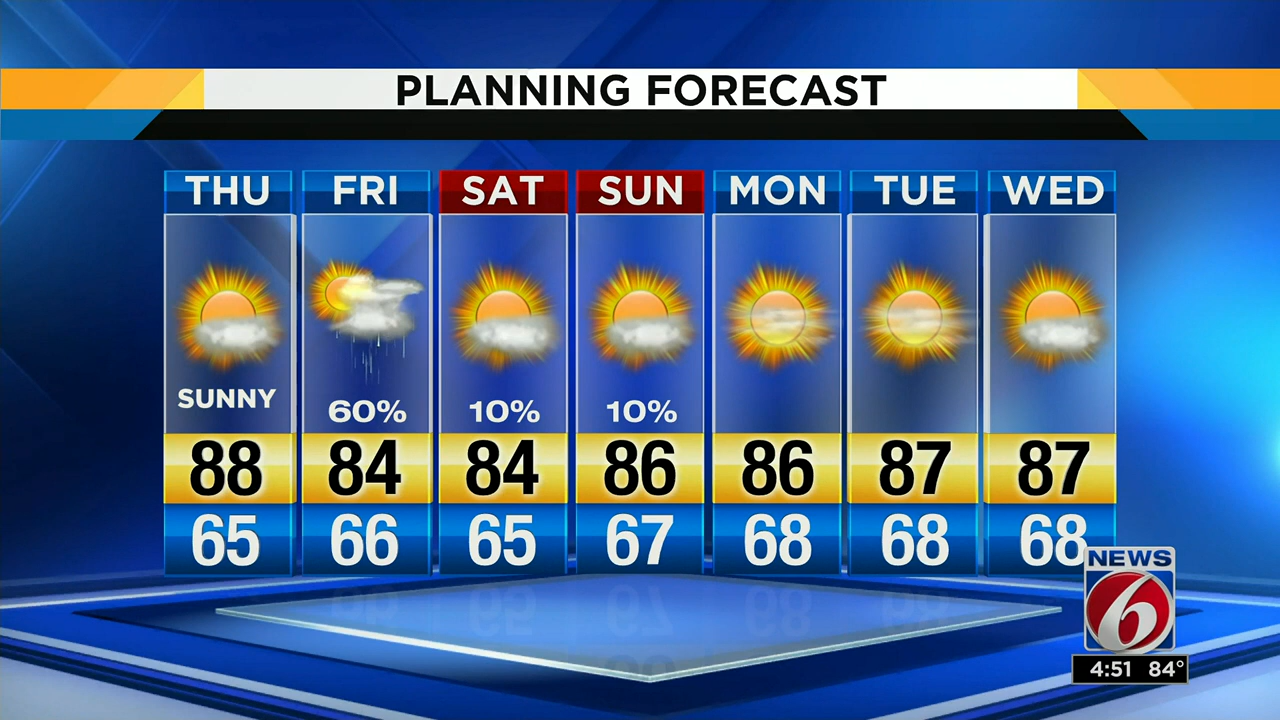 PLANNING FORECAST
THU FRI SAT SUN MON TUE WED
SUNNY 60% 10% 10%
88 84 84 86 86 87 87
65 66 65 67 68 68 68
NEWS
6
4:51 84°